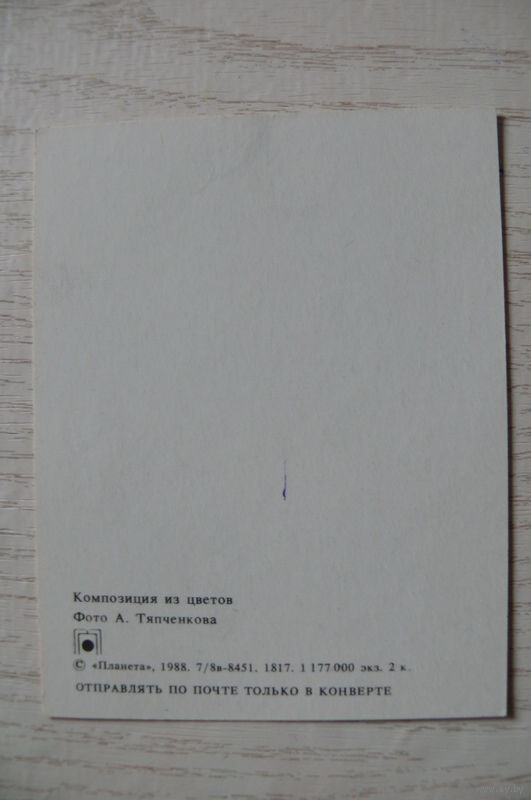 Композиция из цветов
Фото А. Тяпченкова
© «Планета», 1988. 7/8в-8451. 1817. 1 177 000 экз. 2 к.
ОТПРАВЛЯТЬ ПО ПОЧТЕ ТОЛЬКО В КОНВЕРТЕ